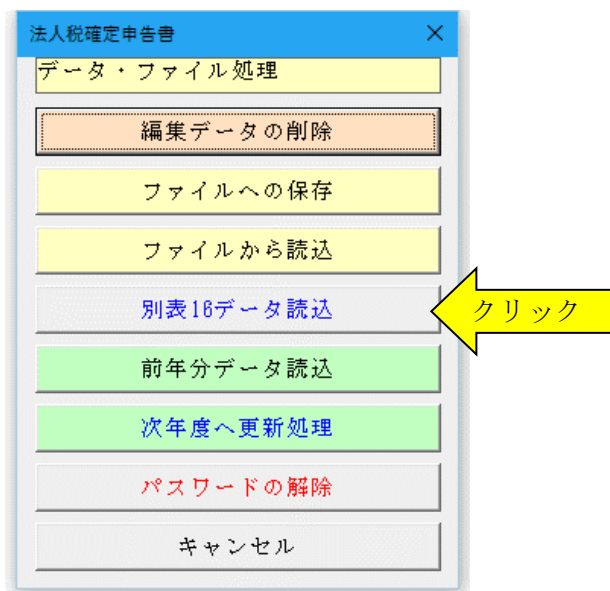 法人税確定申告書
データ・ファイル処理
編集データの削除
ファイルへの保存
ファイルから読込
別表16データ読込
クリック
前年分データ読込
次年度へ更新処理
パスワードの解除
キャンセル